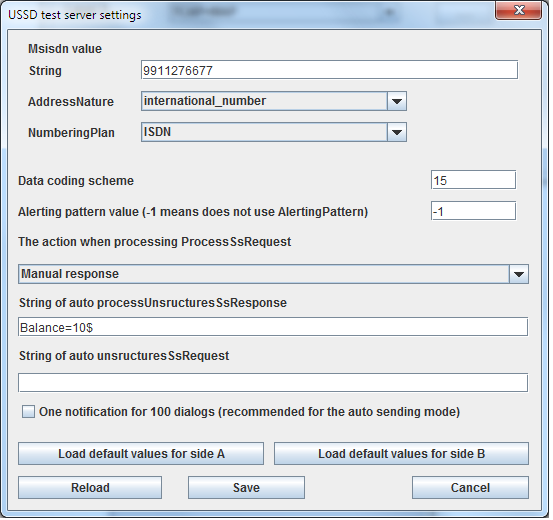 USSD test server settings
Msisdn value
String 9911276677
AddressNature international_number
NumberingPlan ISDN
Data coding scheme 15
Alerting pattern value (-1 means does not use AlertingPattern) -1
The action when processing ProcessSsRequest
Manual response
String of auto processUnsructuresSsResponse
Balance=10$
String of auto unsructuresSsRequest
One notification for 100 dialogs (recommended for the auto sending mode)
Load default values for side A Load default values for side B
Reload Save Cancel